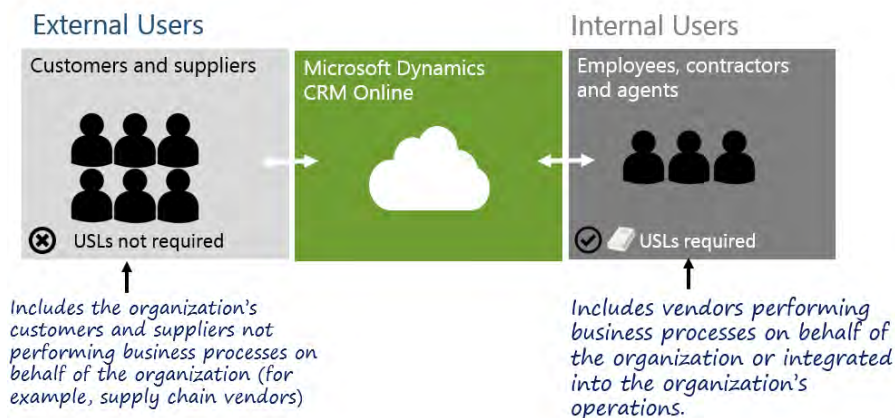 External Users
Internal Users
Customers and suppliers
Microsoft Dynamics
CRM Online
Employees, contractors
and agents
USLs not required
USLs required
Includes the organization's
customers and suppliers not
performing business processes on
behalf of the organization (for
example, supply chain vendors)
Includes vendors performing
business processes on behalf of
the organization or integrated
into the organization's
operations.